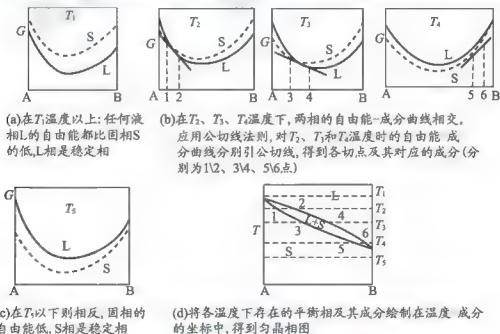 T₁
G
S
L
A B
T₂
G
S
L
A 1 2 B
T₃
S
L
A 3 4 B
T₄
L
S
A 5 6 B
(a)在T₁温度以上:任何液
相L的自由能都比固相S
的低,L相是稳定相
(b)在T₂、T₃、T₄温度下,两相的自由能-成分曲线相交。
应用公切线法则,对T₂、T₃和T₄温度时的自由能 成
分曲线分别引公切线,得到各切点及其对应的成分(分
别为1\2、3\4、5\6点)
G
T₅
L
S
A B
T
L
T₁
T₂
T₃
T₄
T₅
1
2
3
4
L+S
6
S
A B
c)在T₅以下则相反,固相的
自由能低,S相是稳定相
(d)将各温度下存在的平衡相及其成分绘制在温度 成分
的坐标中,得到匀晶相图